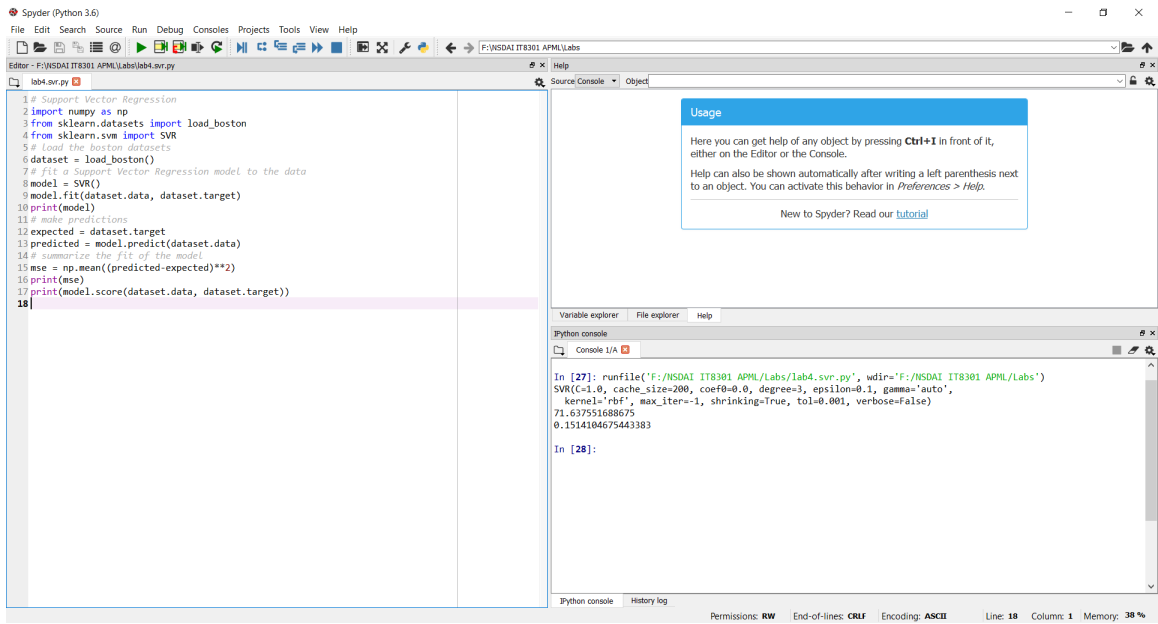 Spyder (Python 3.6)
File Edit Search Source Run Debug Consoles Projects Tools View Help
F:\NSDAI IT8301 APML\Labs
Editor - F:\NSDAI IT8301 APML\Labs\lab4.svr.py
lab4.svr.py
1 # Support Vector Regression
2 import numpy as np
3 from sklearn.datasets import load_boston
4 from sklearn.svm import SVR
5 # load the boston datasets
6 dataset = load_boston()
7 # fit a Support Vector Regression model to the data
8 model = SVR()
9 model.fit(dataset.data, dataset.target)
10 print(model)
11 # make predictions
12 expected = dataset.target
13 predicted = model.predict(dataset.data)
14 # summarize the fit of the model
15 mse = np.mean((predicted-expected)**2)
16 print(mse)
17 print(model.score(dataset.data, dataset.target))
18
Help
Source Console Object
Usage
Here you can get help of any object by pressing Ctrl+I in front of it,
either on the Editor or the Console.
Help can also be shown automatically after writing a left parenthesis next
to an object. You can activate this behavior in Preferences > Help.
New to Spyder? Read our tutorial
Variable explorer File explorer Help
IPython console
Console 1/A
In [27]: runfile('F:/NSDAI IT8301 APML/Labs/lab4.svr.py', wdir='F:/NSDAI IT8301 APML/Labs')
SVR(C=1.0, cache_size=200, coef0=0.0, degree=3, epsilon=0.1, gamma='auto',
kernel='rbf', max_iter=-1, shrinking=True, tol=0.001, verbose=False)
71.637551688675
0.1514104675443383
In [28]:
IPython console History log
Permissions: RW End-of-lines: CRLF Encoding: ASCII Line: 18 Column: 1 Memory: 38 %